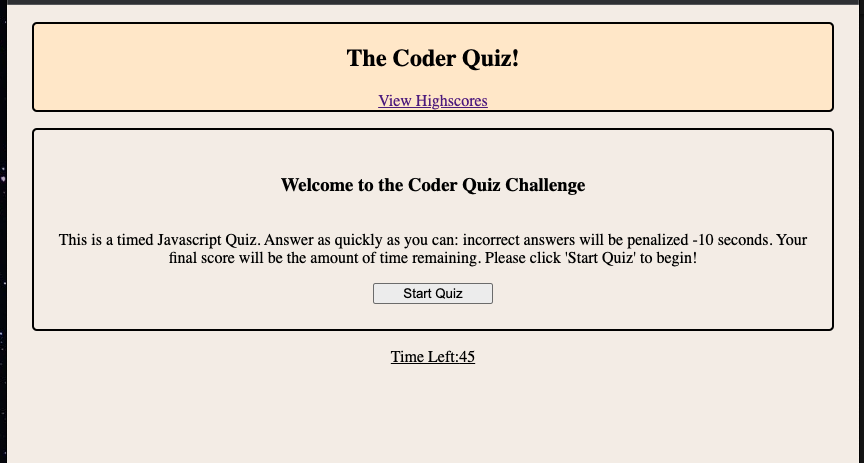 The Coder Quiz!
View Highscores
Welcome to the Coder Quiz Challenge
This is a timed Javascript Quiz. Answer as quickly as you can: incorrect answers will be penalized -10 seconds. Your
final score will be the amount of time remaining. Please click 'Start Quiz' to begin!
Start Quiz
Time Left:45